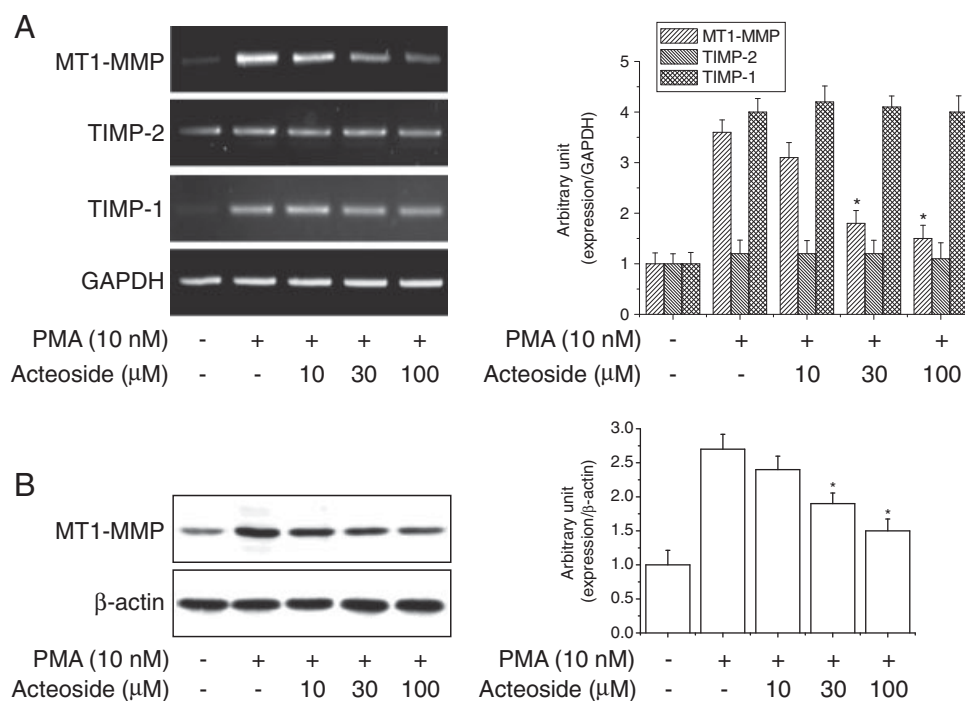 A
MT1-MMP
TIMP-2
TIMP-1
GAPDH
PMA (10 nM) - + + + +
Acteoside (μM) - - 10 30 100
MT1-MMP
TIMP-2
TIMP-1
Arbitrary unit
(expression/GAPDH)
5
4
3
2
1
0
* *
PMA (10 nM) - + + + +
Acteoside (μM) - - 10 30 100
B
MT1-MMP
β-actin
PMA (10 nM) - + + + +
Acteoside (μM) - - 10 30 100
Arbitrary unit
(expression/β-actin)
3.0
2.5
2.0
1.5
1.0
0.5
0.0
* *
PMA (10 nM) - + + + +
Acteoside (μM) - - 10 30 100